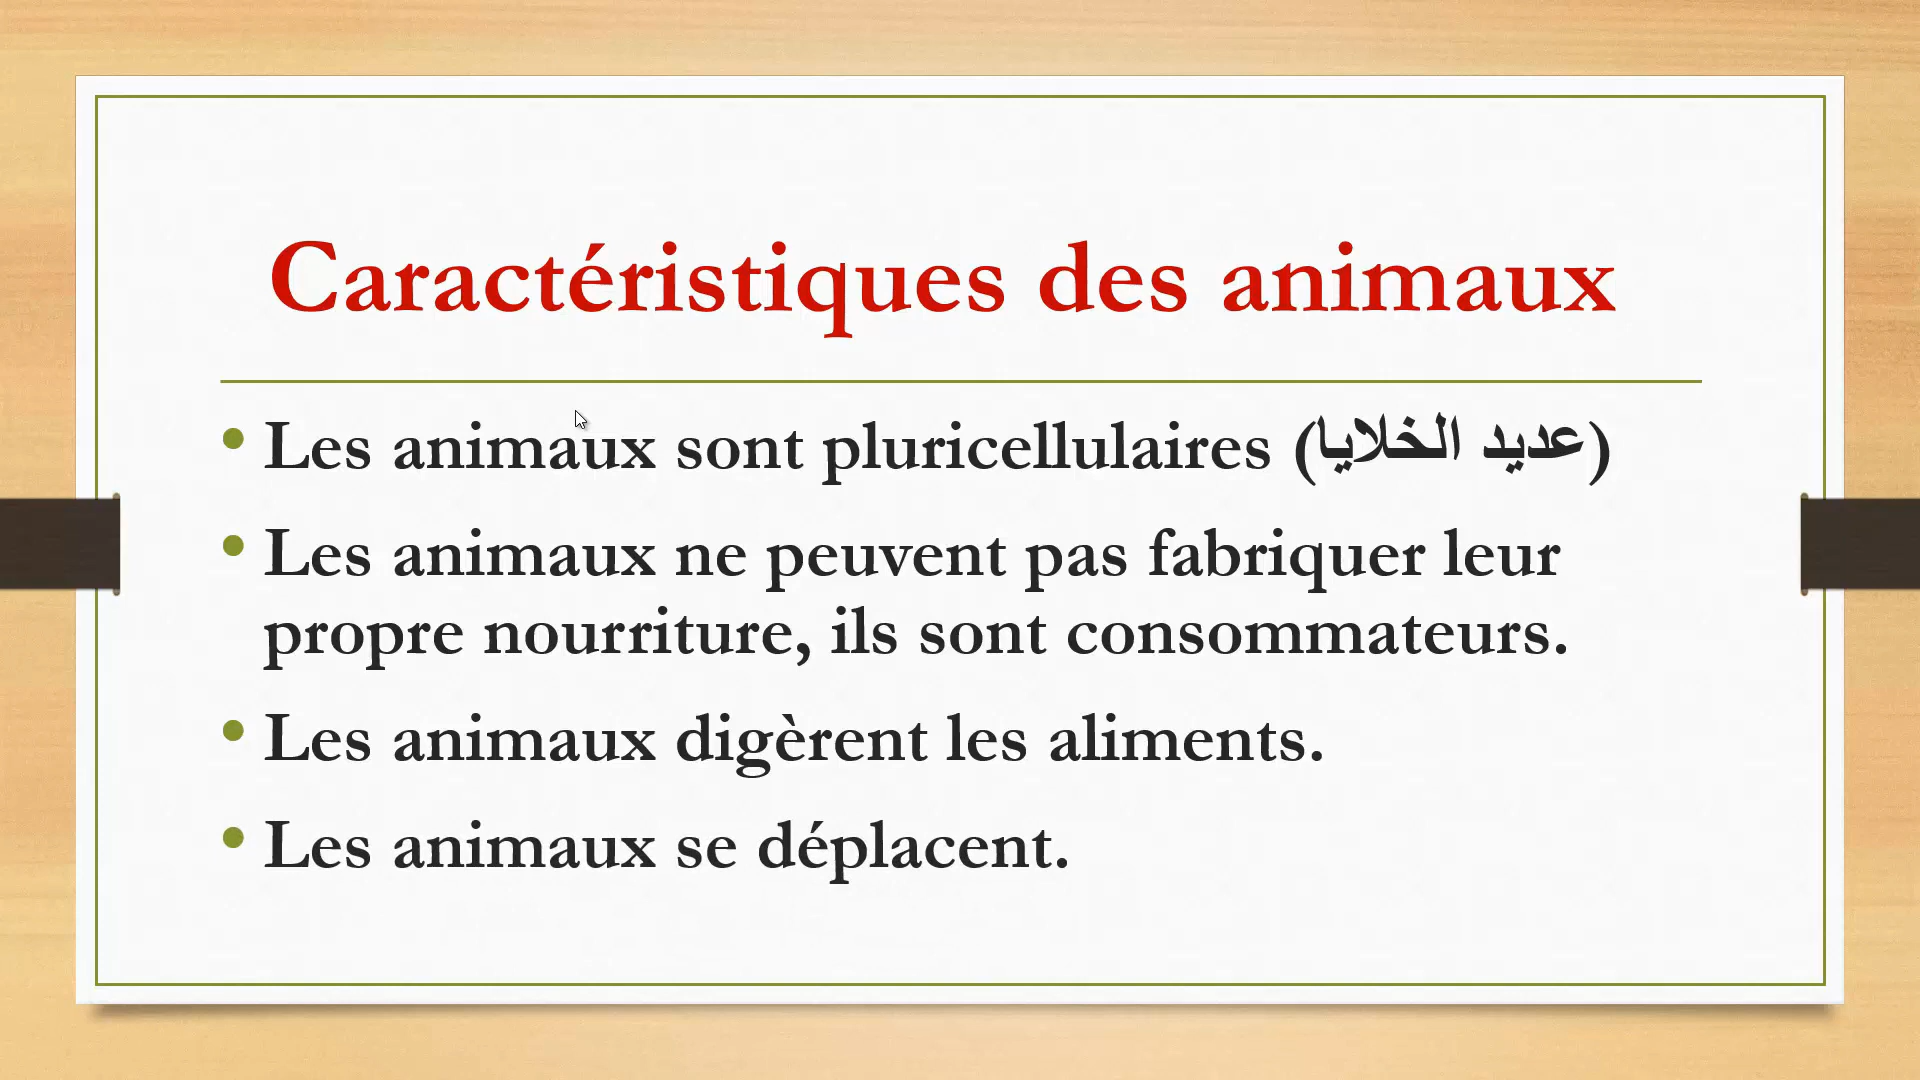 Caractéristiques des animaux
• Les animaux sont pluricellulaires (عديد الخلايا)
• Les animaux ne peuvent pas fabriquer leur
propre nourriture, ils sont consommateurs.
• Les animaux digèrent les aliments.
• Les animaux se déplacent.